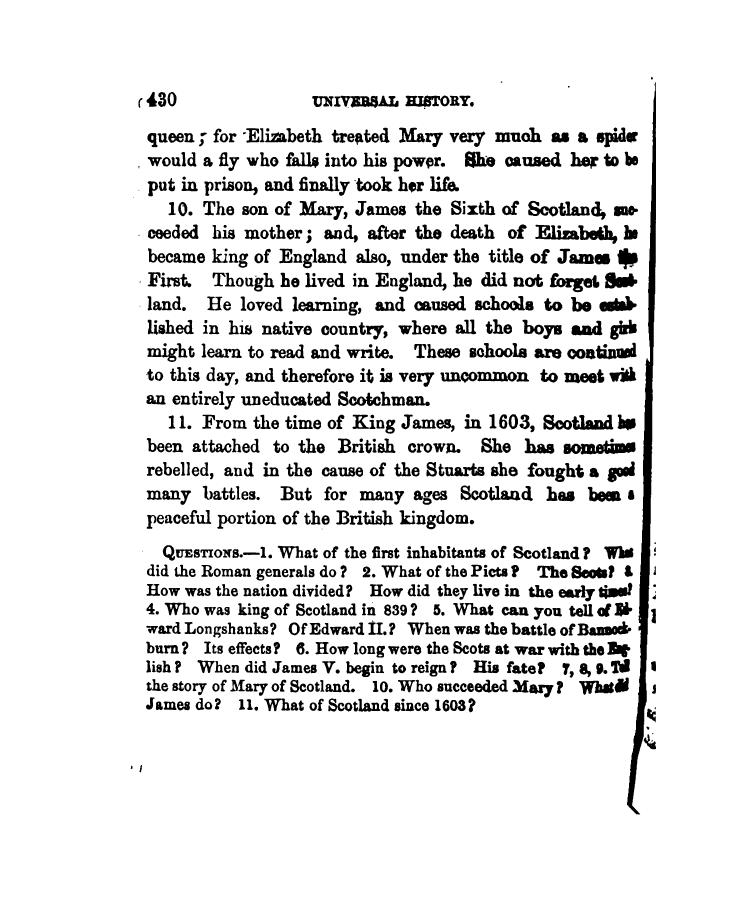 430 UNIVERSAL HISTORY.
queen; for Elizabeth treated Mary very much as a spider
would a fly who falls into his power. She caused her to be
put in prison, and finally took her life.
10. The son of Mary, James the Sixth of Scotland, suc-
ceeded his mother; and, after the death of Elizabeth, he
became king of England also, under the title of James the
First. Though he lived in England, he did not forget Scot-
land. He loved learning, and caused schools to be estab-
lished in his native country, where all the boys and girls
might learn to read and write. These schools are continued
to this day, and therefore it is very uncommon to meet with
an entirely uneducated Scotchman.
11. From the time of King James, in 1603, Scotland has
been attached to the British crown. She has sometimes
rebelled, and in the cause of the Stuarts she fought a good
many battles. But for many ages Scotland has been a
peaceful portion of the British kingdom.
QUESTIONS.—1. What of the first inhabitants of Scotland? What
did the Roman generals do? 2. What of the Picts? The Scots? 3.
How was the nation divided? How did they live in the early times?
4. Who was king of Scotland in 839? 5. What can you tell of Ed-
ward Longshanks? Of Edward II.? When was the battle of Bannock-
burn? Its effects? 6. How long were the Scots at war with the Eng-
lish? When did James V. begin to reign? His fate? 7, 8, 9. Tell
the story of Mary of Scotland. 10. Who succeeded Mary? What did
James do? 11. What of Scotland since 1603?